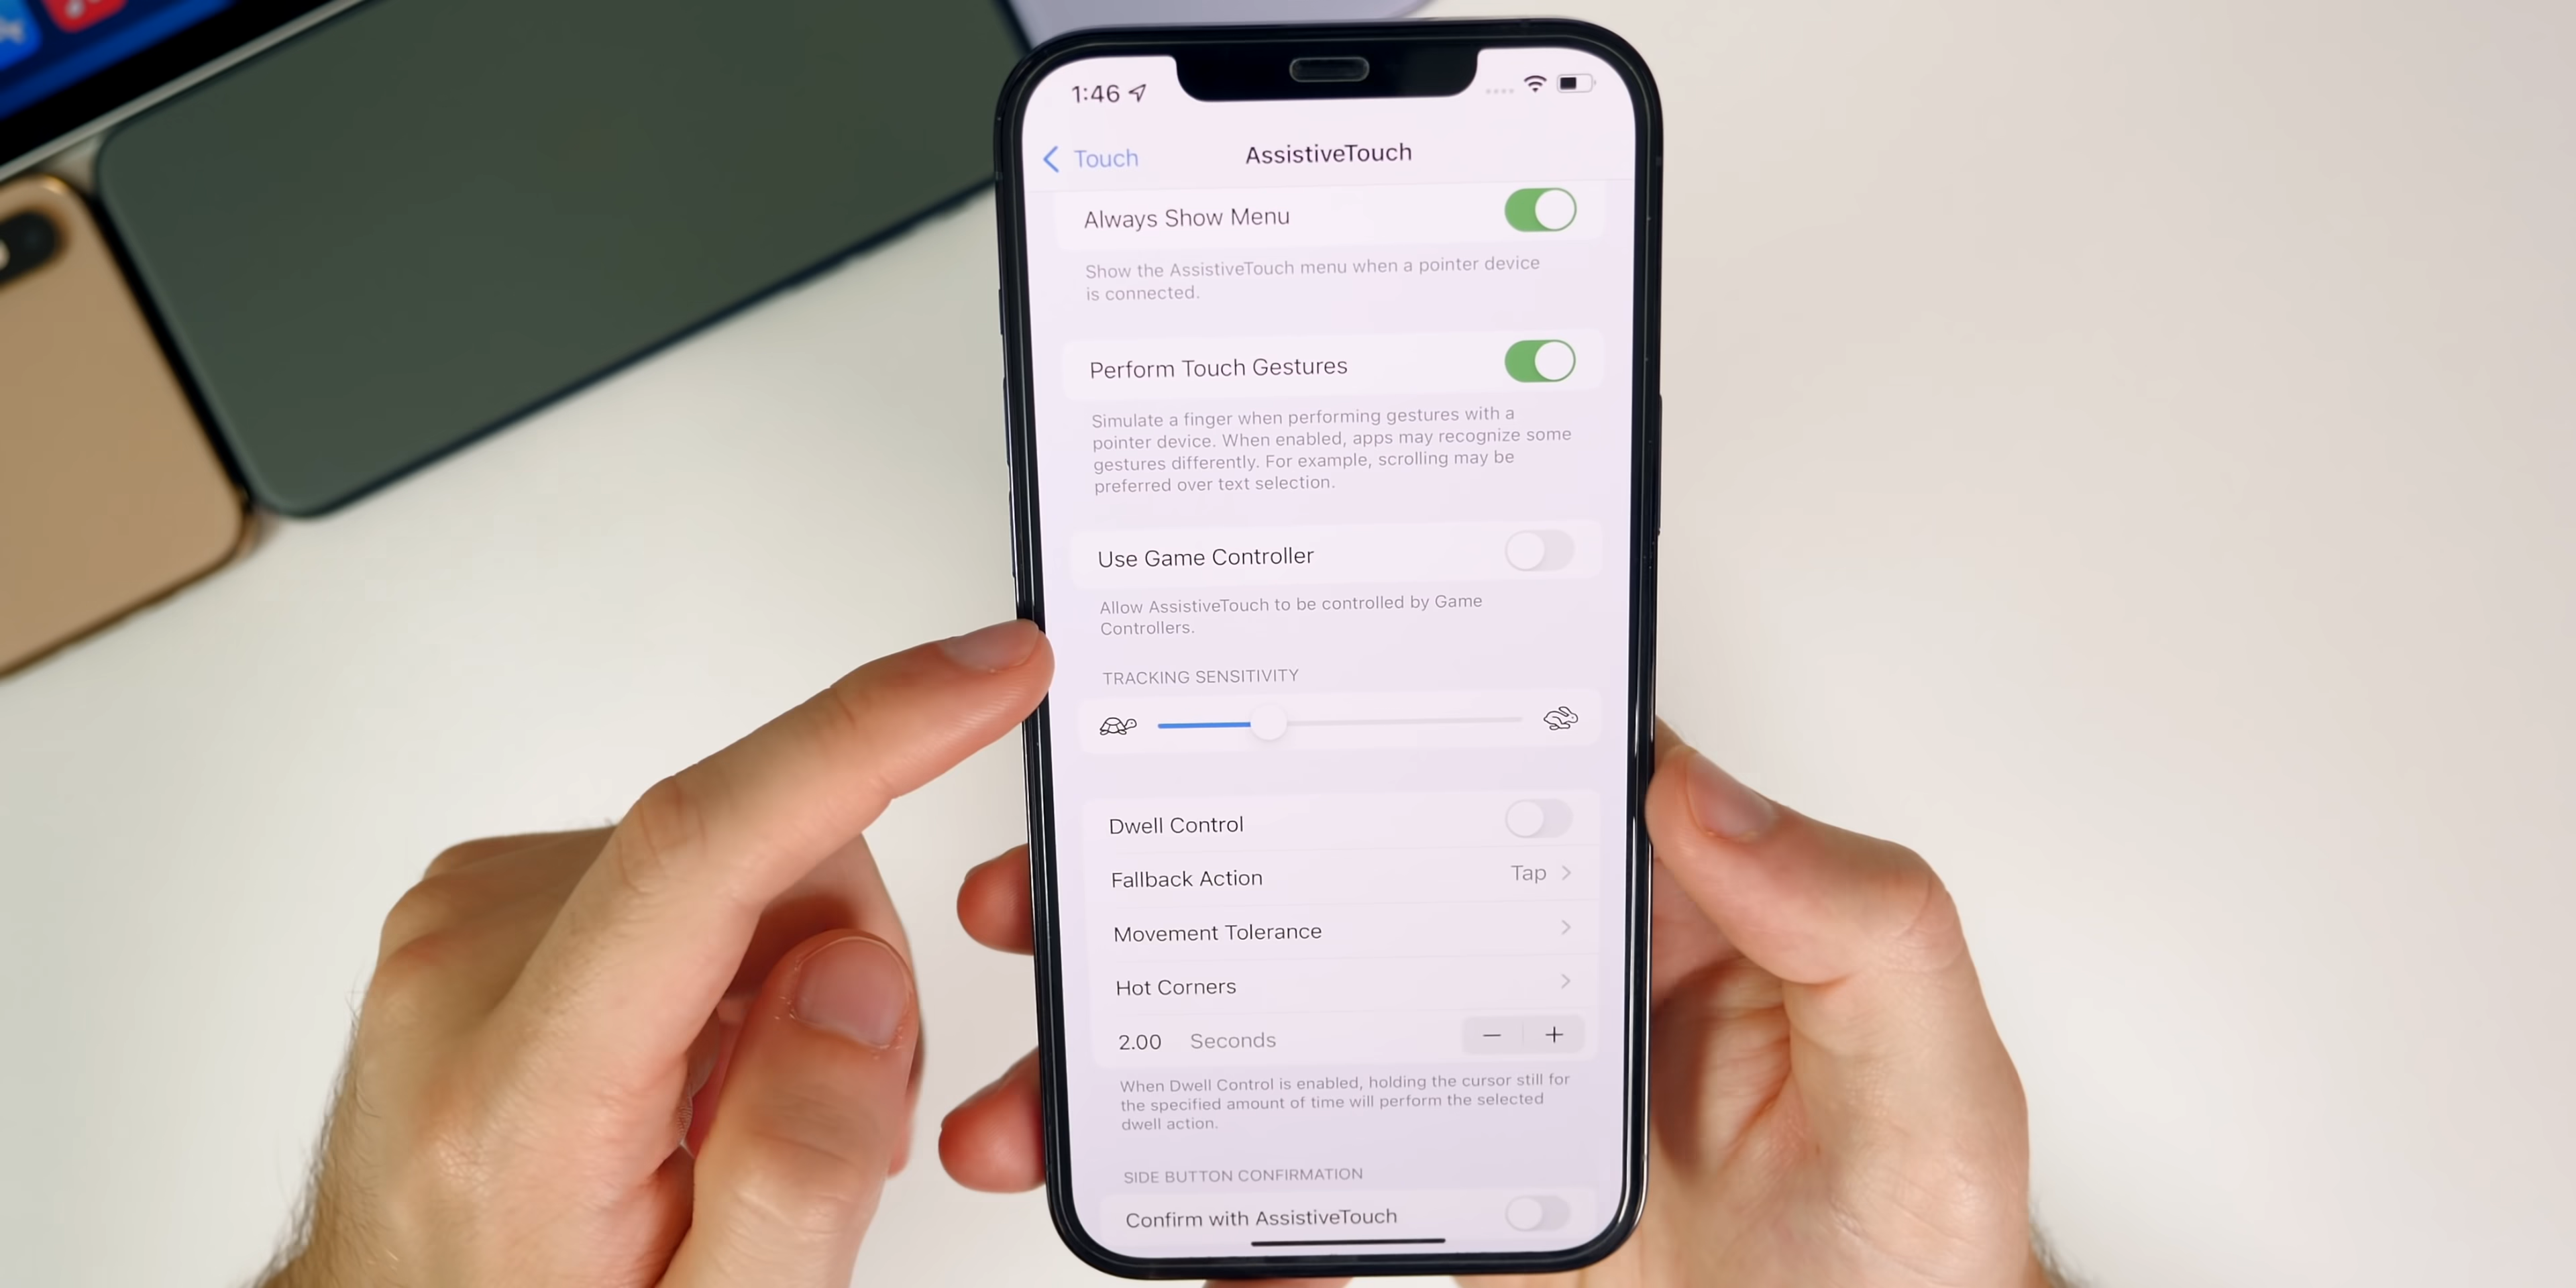 1:46
Touch
AssistiveTouch
Always Show Menu
Show the AssistiveTouch menu when a pointer device
is connected.
Perform Touch Gestures
Simulate a finger when performing gestures with a
pointer device. When enabled, apps may recognize some
gestures differently. For example, scrolling may be
preferred over text selection.
Use Game Controller
Allow AssistiveTouch to be controlled by Game
Controllers.
TRACKING SENSITIVITY
Dwell Control
Fallback Action Tap
Movement Tolerance
Hot Corners
2.00 Seconds − +
When Dwell Control is enabled, holding the cursor still for
the specified amount of time will perform the selected
dwell action.
SIDE BUTTON CONFIRMATION
Confirm with AssistiveTouch